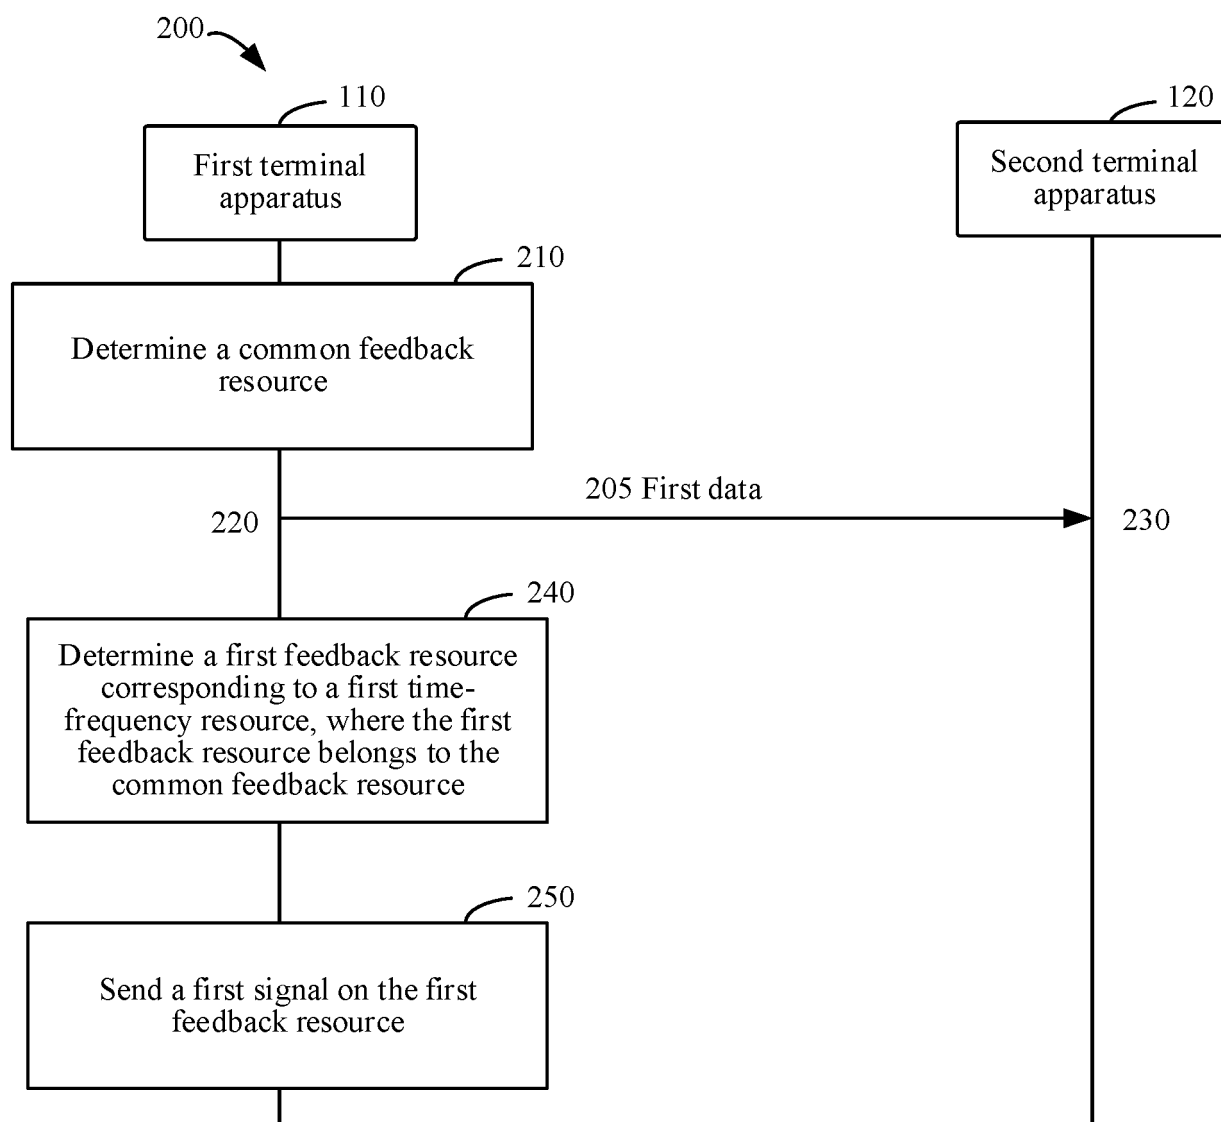 200
110
120
First terminal
apparatus
Second terminal
apparatus
210
Determine a common feedback
resource
205 First data
220
230
240
Determine a first feedback resource
corresponding to a first time-
frequency resource, where the first
feedback resource belongs to the
common feedback resource
250
Send a first signal on the first
feedback resource